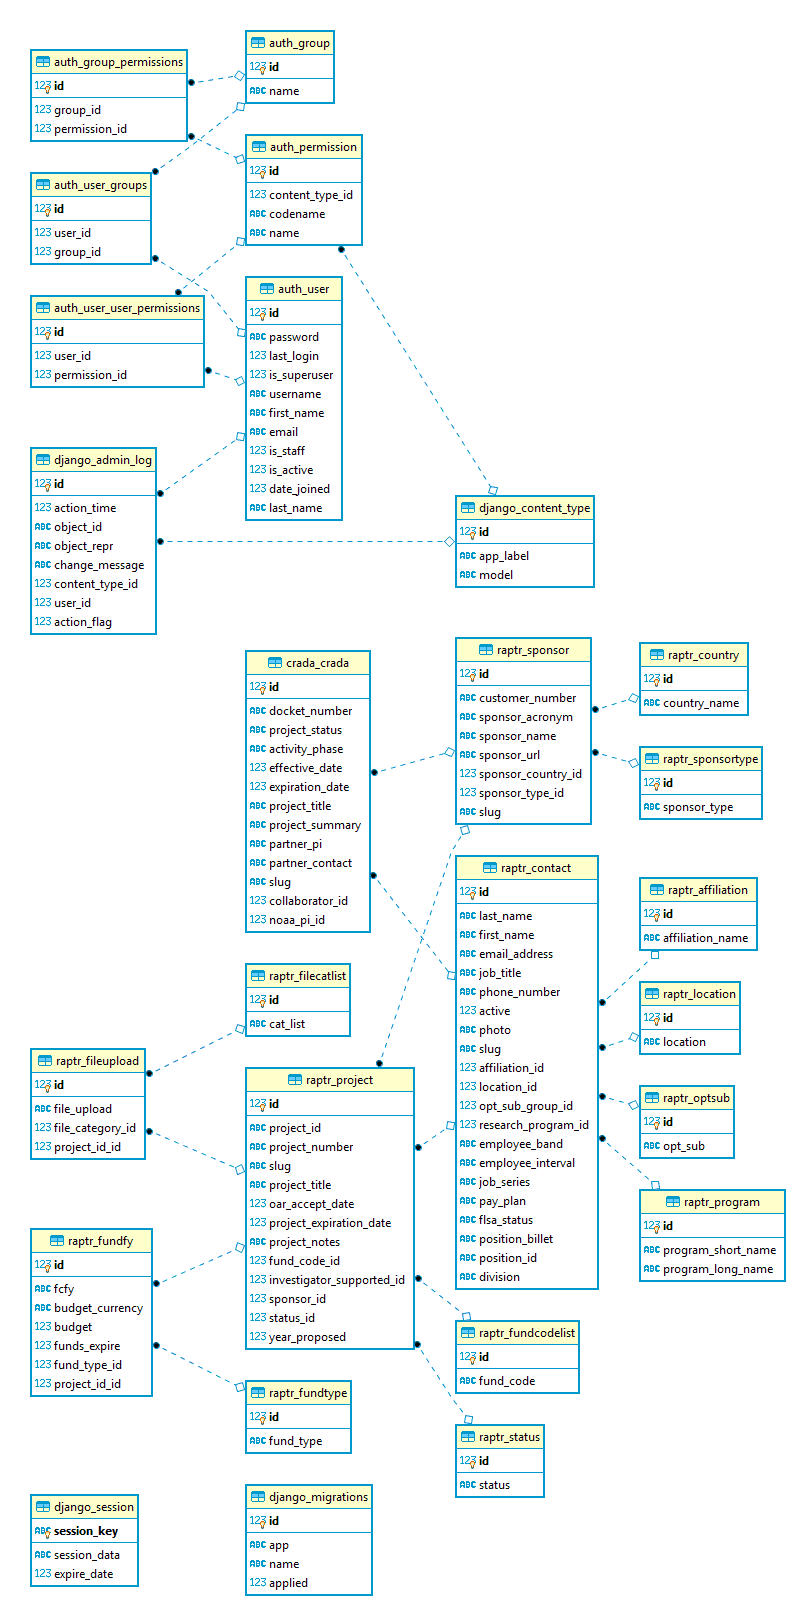 auth_group_permissions
123 id
123 group_id
123 permission_id
auth_group
123 id
ABC name
auth_permission
123 id
123 content_type_id
ABC codename
ABC name
auth_user_groups
123 id
123 user_id
123 group_id
auth_user_user_permissions
123 id
123 user_id
123 permission_id
auth_user
123 id
ABC password
123 last_login
123 is_superuser
ABC username
ABC first_name
ABC email
123 is_staff
123 is_active
123 date_joined
ABC last_name
django_admin_log
123 id
123 action_time
ABC object_id
ABC object_repr
ABC change_message
123 content_type_id
123 user_id
123 action_flag
django_content_type
123 id
ABC app_label
ABC model
crada_crada
123 id
ABC docket_number
ABC project_status
ABC activity_phase
123 effective_date
123 expiration_date
ABC project_title
ABC project_summary
ABC partner_pi
ABC partner_contact
ABC slug
123 collaborator_id
123 noaa_pi_id
raptr_sponsor
123 id
ABC customer_number
ABC sponsor_acronym
ABC sponsor_name
ABC sponsor_url
123 sponsor_country_id
123 sponsor_type_id
ABC slug
raptr_country
123 id
ABC country_name
raptr_sponsortype
123 id
ABC sponsor_type
raptr_contact
123 id
ABC last_name
ABC first_name
ABC email_address
ABC job_title
ABC phone_number
123 active
ABC photo
ABC slug
123 affiliation_id
123 location_id
123 opt_sub_group_id
123 research_program_id
ABC employee_band
ABC employee_interval
ABC job_series
ABC pay_plan
ABC flsa_status
ABC position_billet
ABC position_id
ABC division
raptr_affiliation
123 id
ABC affiliation_name
raptr_location
123 id
ABC location
raptr_optsub
123 id
ABC opt_sub
raptr_program
123 id
ABC program_short_name
ABC program_long_name
raptr_filecatlist
123 id
ABC cat_list
raptr_fileupload
123 id
ABC file_upload
123 file_category_id
123 project_id_id
raptr_project
123 id
ABC project_id
ABC project_number
ABC slug
ABC project_title
123 oar_accept_date
123 project_expiration_date
ABC project_notes
123 fund_code_id
123 investigator_supported_id
123 sponsor_id
123 status_id
123 year_proposed
raptr_fundfy
123 id
ABC fcfy
ABC budget_currency
123 budget
123 funds_expire
123 fund_type_id
123 project_id_id
raptr_fundcodelist
123 id
ABC fund_code
raptr_fundtype
123 id
ABC fund_type
raptr_status
123 id
ABC status
django_session
ABC session_key
ABC session_data
123 expire_date
django_migrations
123 id
ABC app
ABC name
123 applied